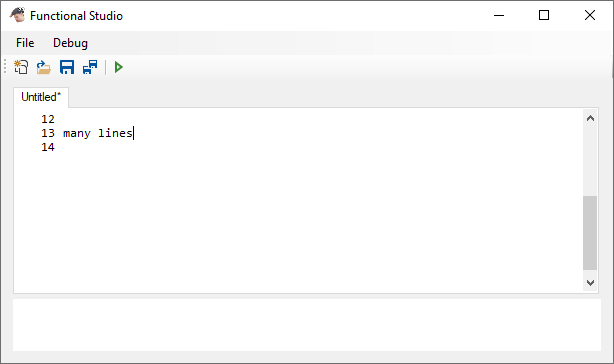 Functional Studio
File Debug
Untitled*
12
13 many lines
14